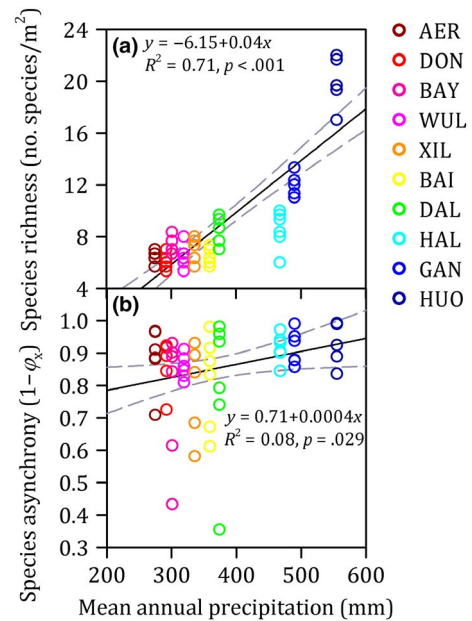 (a) y = −6.15+0.04x
R² = 0.71, p < .001
Species richness (no. species/m²)
24
20
16
12
8
4
(b)
Species asynchrony (1−φx)
1.0
0.9
0.8
0.7
0.6
0.5
0.4
0.3
y = 0.71+0.0004x
R² = 0.08, p = .029
200 300 400 500 600
Mean annual precipitation (mm)
AER
DON
BAY
WUL
XIL
BAI
DAL
HAL
GAN
HUO